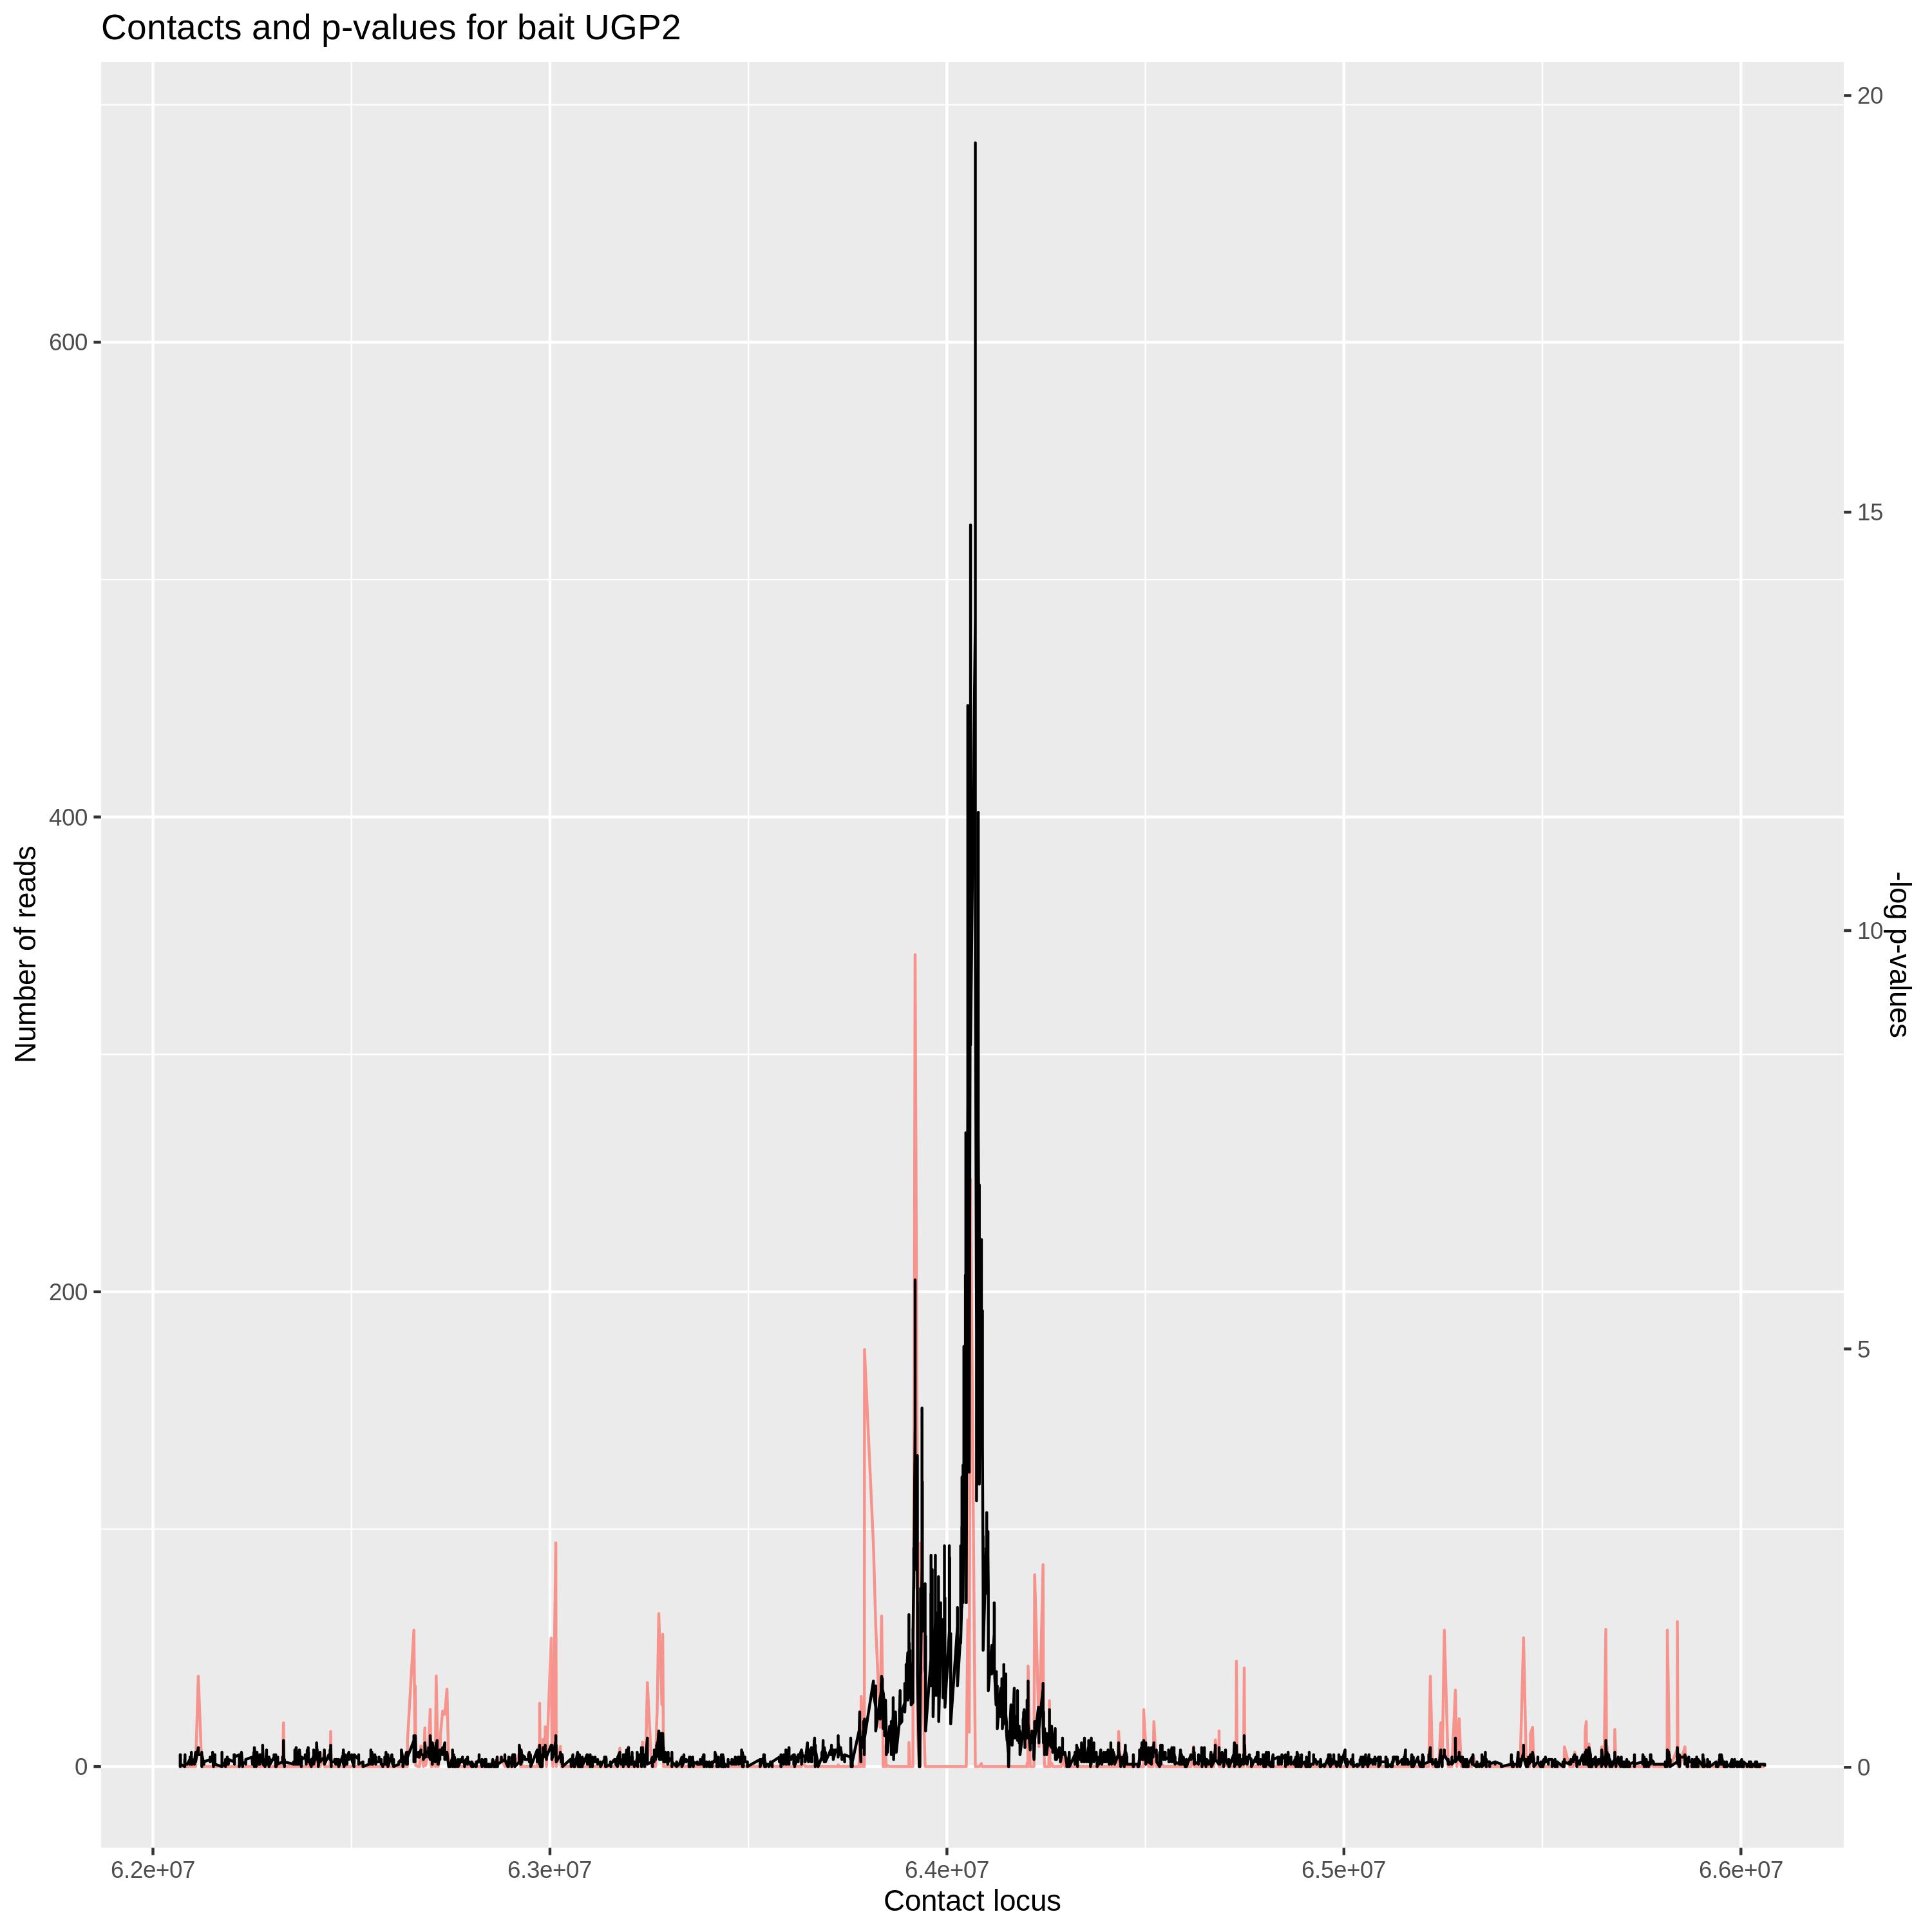 Contacts and p-values for bait UGP2
20
600
15
400
10
Number of reads
-log p-values
200
5
0
0
6.2e+07 6.3e+07 6.4e+07 6.5e+07 6.6e+07
Contact locus